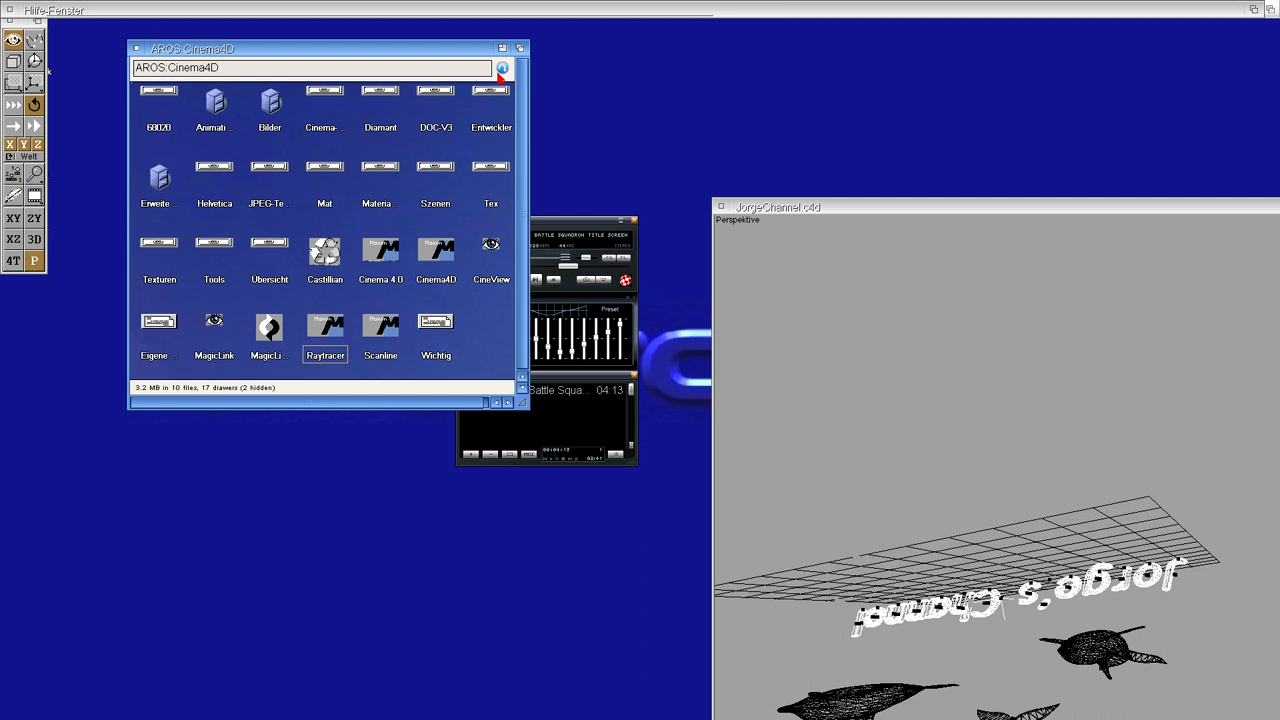 Hilfe-Fenster
AROS:Cinema4D
AROS:Cinema4D
68020 Animati... Bilder Cinema-... Diamant DOC-V3 Entwickler
Erweite... Helvetica JPEG-Te... Mat Materia... Szenen Tex
Texturen Tools Übersicht Castillian Cinema 4.0 Cinema4D CineView
Eigene ... MagicLink MagicLi... Raytracer Scanline Wichtig
3.2 MB in 10 files, 17 drawers (2 hidden)
X Y Z
Welt
XY ZY
XZ 3D
4T P
BATTLE SQUADRON TITLE SCREEN
STEREO
Preset
Battle Squa... 04:13
JorgeChannel.c4d
Perspektive
Jorge's Channel